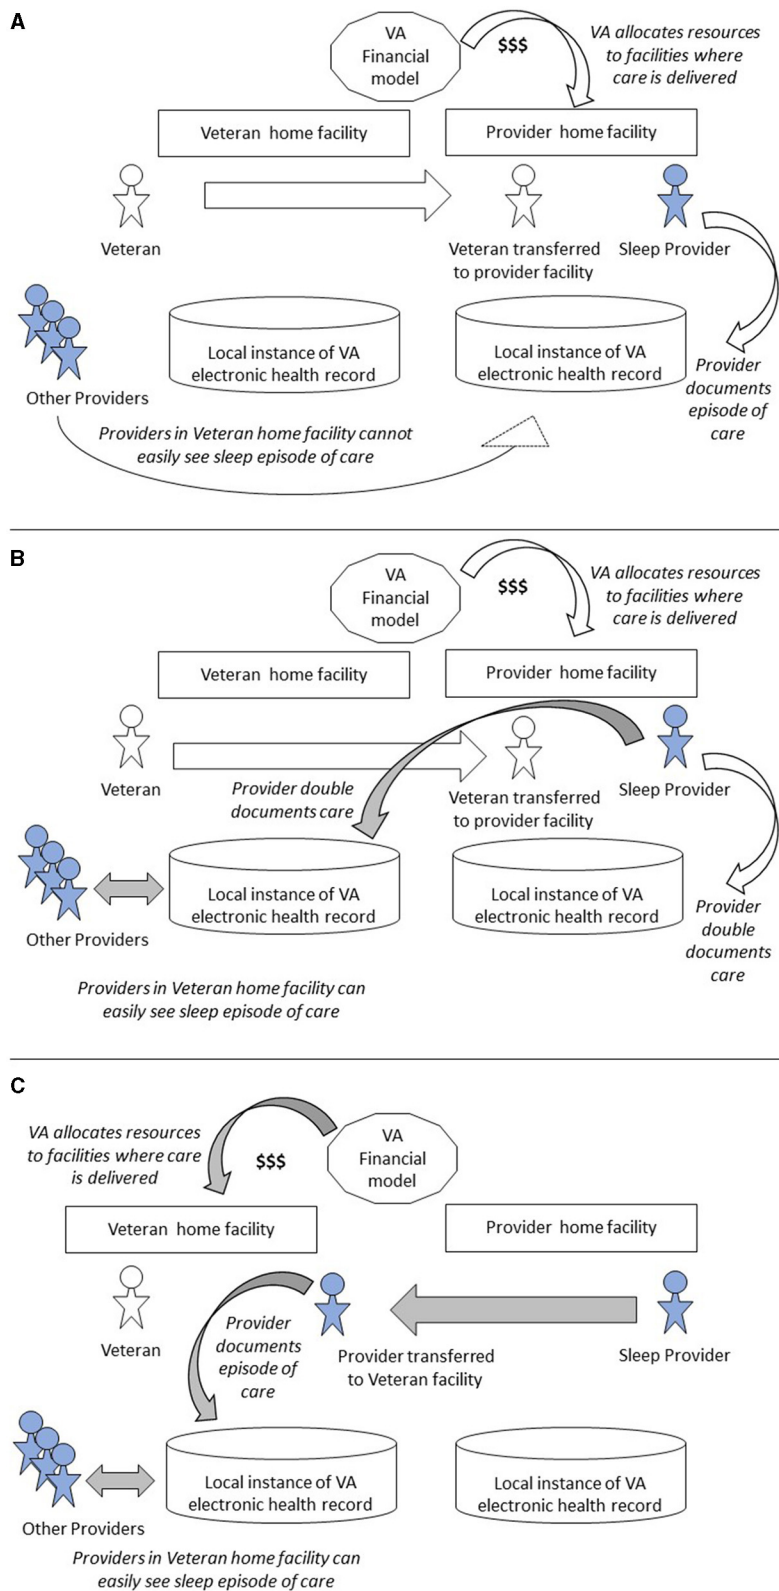 A
VA
Financial
model
$$$
VA allocates resources
to facilities where
care is delivered
Veteran home facility
Provider home facility
Veteran
Veteran transferred
to provider facility
Sleep Provider
Other Providers
Local instance of VA
electronic health record
Local instance of VA
electronic health record
Provider
documents
episode of
care
Providers in Veteran home facility cannot
easily see sleep episode of care
B
VA
Financial
model
$$$
VA allocates resources
to facilities where
care is delivered
Veteran home facility
Provider home facility
Veteran
Provider double
documents care
Veteran transferred
to provider facility
Sleep Provider
Other Providers
Local instance of VA
electronic health record
Local instance of VA
electronic health record
Provider
double
documents
care
Providers in Veteran home facility can
easily see sleep episode of care
C
VA allocates resources
to facilities where care
is delivered
$$$
VA
Financial
model
Veteran home facility
Provider home facility
Veteran
Provider
documents
episode of
care
Provider transferred
to Veteran facility
Sleep Provider
Other Providers
Local instance of VA
electronic health record
Local instance of VA
electronic health record
Providers in Veteran home facility can
easily see sleep episode of care